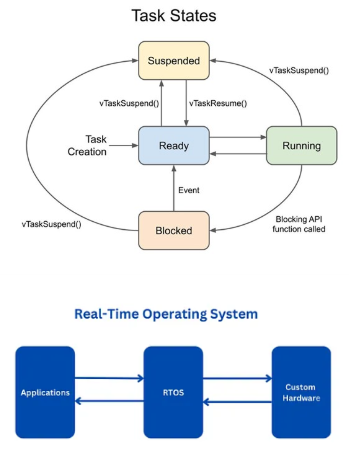 Task States
Suspended
vTaskSuspend()
vTaskSuspend()
vTaskResume()
Task
Creation
Ready
Running
Event
vTaskSuspend()
Blocked
Blocking API
function called
Real-Time Operating System
Applications
RTOS
Custom
Hardware